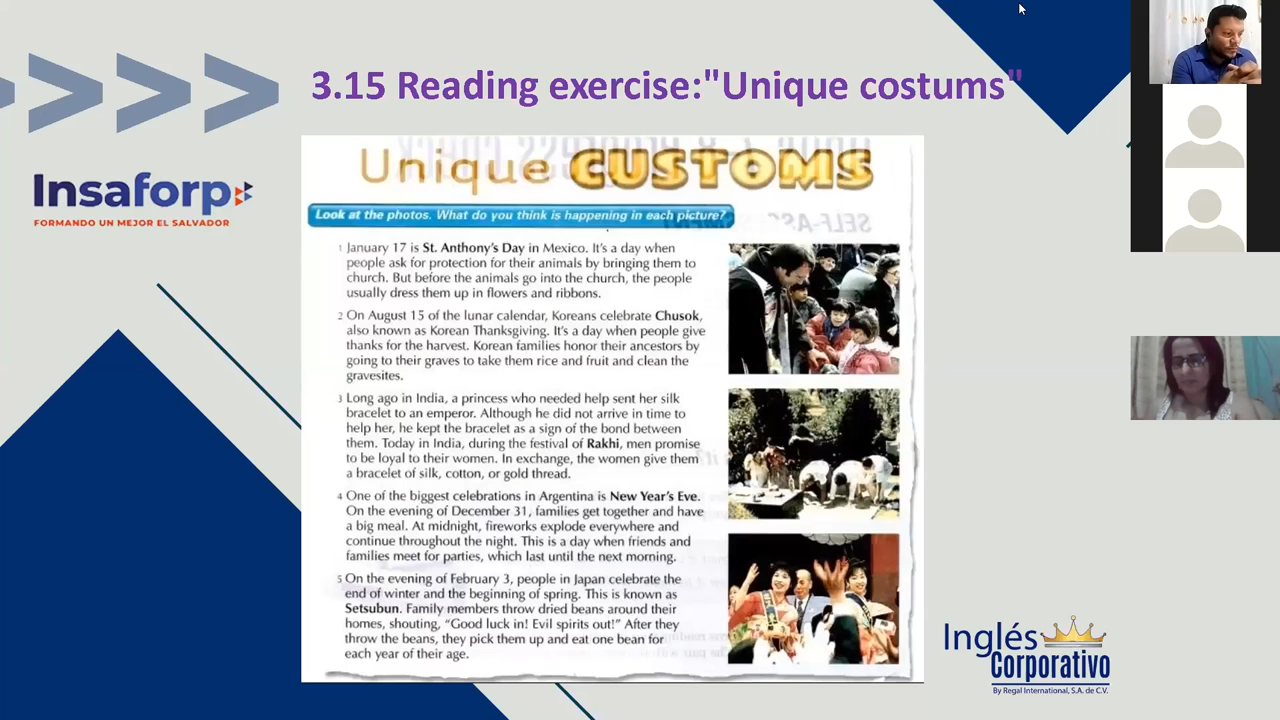 3.15 Reading exercise:"Unique costums"
Insaforp
FORMANDO UN MEJOR EL SALVADOR
Unique CUSTOMS
Look at the photos. What do you think is happening in each picture?
1 January 17 is St. Anthony's Day in Mexico. It's a day when
people ask for protection for their animals by bringing them to
church. But before the animals go into the church, the people
usually dress them up in flowers and ribbons.
2 On August 15 of the lunar calendar, Koreans celebrate Chusok,
also known as Korean Thanksgiving. It's a day when people give
thanks for the harvest. Korean families honor their ancestors by
going to their graves to take them rice and fruit and clean the
gravesites.
3 Long ago in India, a princess who needed help sent her silk
bracelet to an emperor. Although he did not arrive in time to
help her, he kept the bracelet as a sign of the bond between
them. Today in India, during the festival of Rakhi, men promise
to be loyal to their women. In exchange, the women give them
a bracelet of silk, cotton, or gold thread.
4 One of the biggest celebrations in Argentina is New Year's Eve.
On the evening of December 31, families get together and have
a big meal. At midnight, fireworks explode everywhere and
continue throughout the night. This is a day when friends and
families meet for parties, which last until the next morning.
5 On the evening of February 3, people in Japan celebrate the
end of winter and the beginning of spring. This is known as
Setsubun. Family members throw dried beans around their
homes, shouting, "Good luck in! Evil spirits out!" After they
throw the beans, they pick them up and eat one bean for
each year of their age.
Inglés
Corporativo
By Regal International, S.A. de C.V.